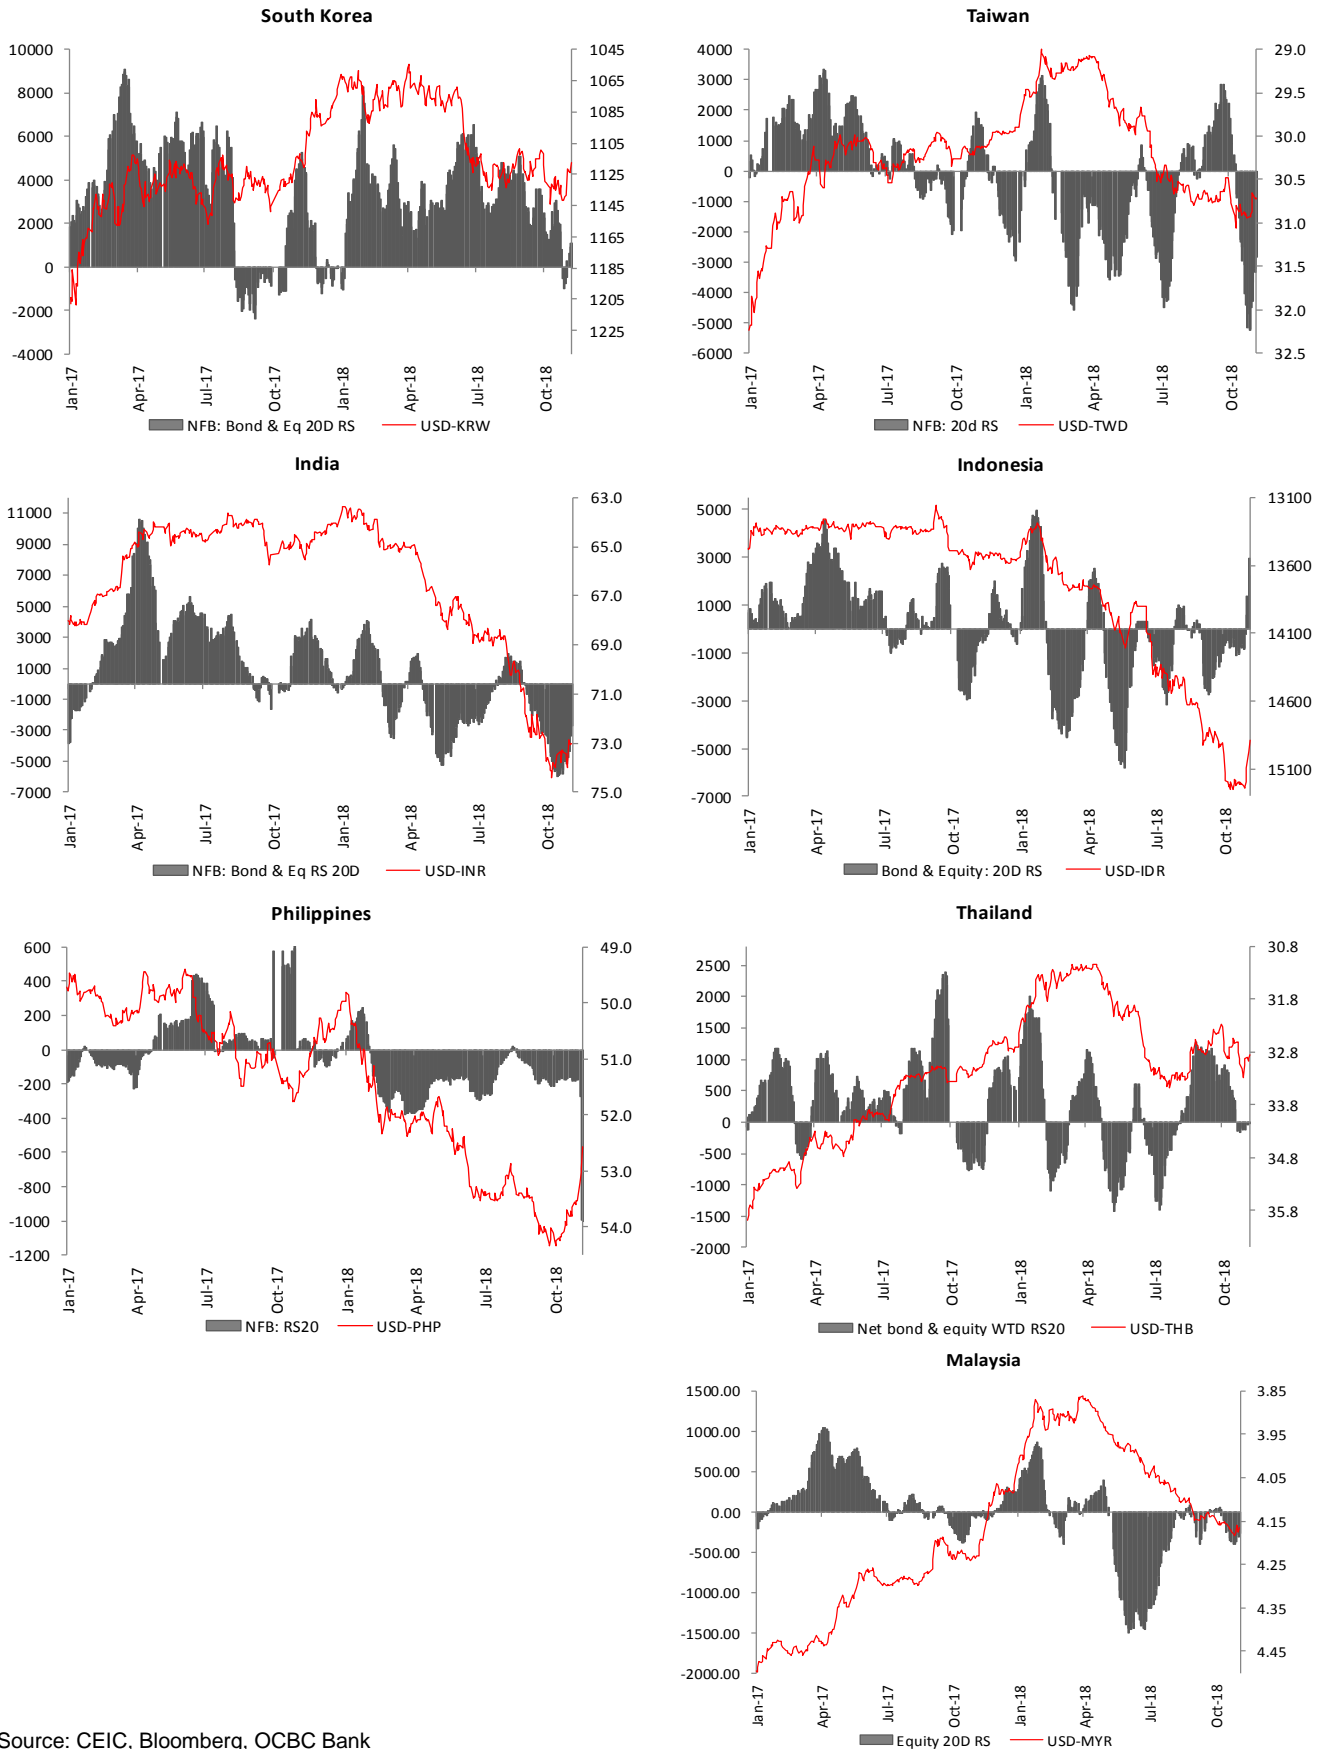 South Korea
10000
8000
6000
4000
2000
0
-2000
-4000
1045
1065
1085
1105
1125
1145
1165
1185
1205
1225
Jan-17
Apr-17
Jul-17
Oct-17
Jan-18
Apr-18
Jul-18
Oct-18
NFB: Bond & Eq 20D RS USD-KRW
Taiwan
4000
3000
2000
1000
0
-1000
-2000
-3000
-4000
-5000
-6000
29.0
29.5
30.0
30.5
31.0
31.5
32.0
32.5
Jan-17
Apr-17
Jul-17
Oct-17
Jan-18
Apr-18
Jul-18
Oct-18
NFB: 20d RS USD-TWD
India
11000
9000
7000
5000
3000
1000
-1000
-3000
-5000
-7000
63.0
65.0
67.0
69.0
71.0
73.0
75.0
Jan-17
Apr-17
Jul-17
Oct-17
Jan-18
Apr-18
Jul-18
Oct-18
NFB: Bond & Eq RS 20D USD-INR
Indonesia
5000
3000
1000
-1000
-3000
-5000
-7000
13100
13600
14100
14600
15100
Jan-17
Apr-17
Jul-17
Oct-17
Jan-18
Apr-18
Jul-18
Oct-18
Bond & Equity: 20D RS USD-IDR
Philippines
600
400
200
0
-200
-400
-600
-800
-1000
-1200
49.0
50.0
51.0
52.0
53.0
54.0
Jan-17
Apr-17
Jul-17
Oct-17
Jan-18
Apr-18
Jul-18
Oct-18
NFB: RS20 USD-PHP
Thailand
2500
2000
1500
1000
500
0
-500
-1000
-1500
-2000
30.8
31.8
32.8
33.8
34.8
35.8
Jan-17
Apr-17
Jul-17
Oct-17
Jan-18
Apr-18
Jul-18
Oct-18
Net bond & equity WTD RS20 USD-THB
Malaysia
1500.00
1000.00
500.00
0.00
-500.00
-1000.00
-1500.00
-2000.00
3.85
3.95
4.05
4.15
4.25
4.35
4.45
Jan-17
Apr-17
Jul-17
Oct-17
Jan-18
Apr-18
Jul-18
Oct-18
Equity 20D RS USD-MYR
Source: CEIC, Bloomberg, OCBC Bank